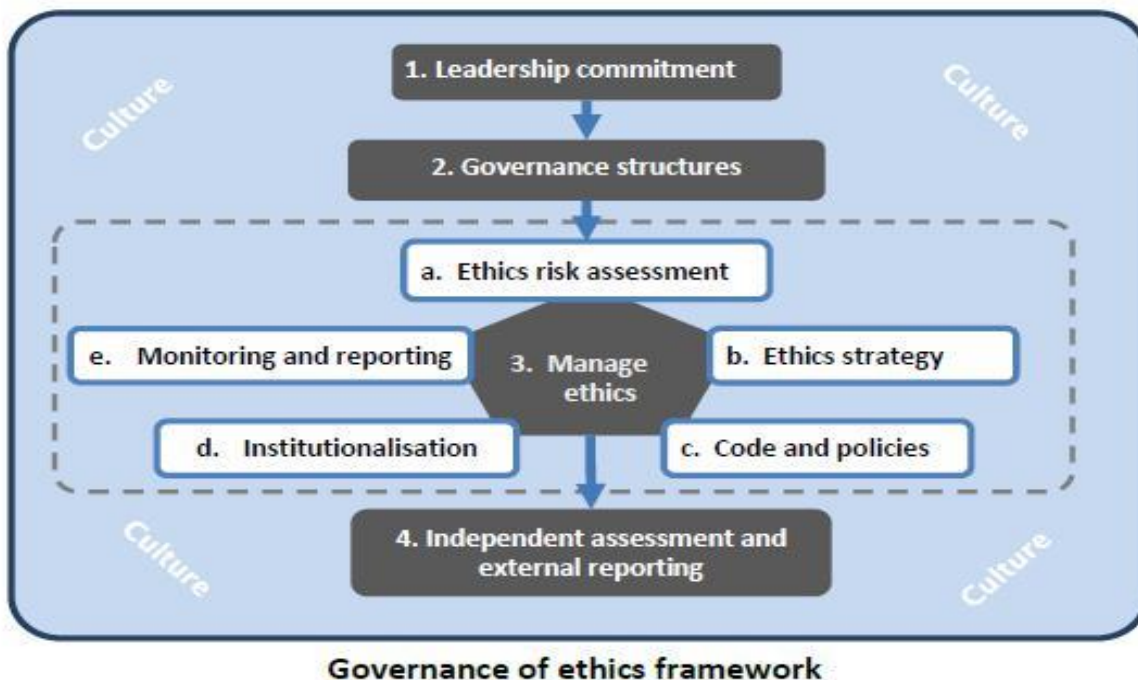 Culture
Culture
1. Leadership commitment
2. Governance structures
a. Ethics risk assessment
e. Monitoring and reporting
3. Manage
ethics
b. Ethics strategy
d. Institutionalisation
c. Code and policies
4. Independent assessment and
external reporting
Culture
Culture
Governance of ethics framework